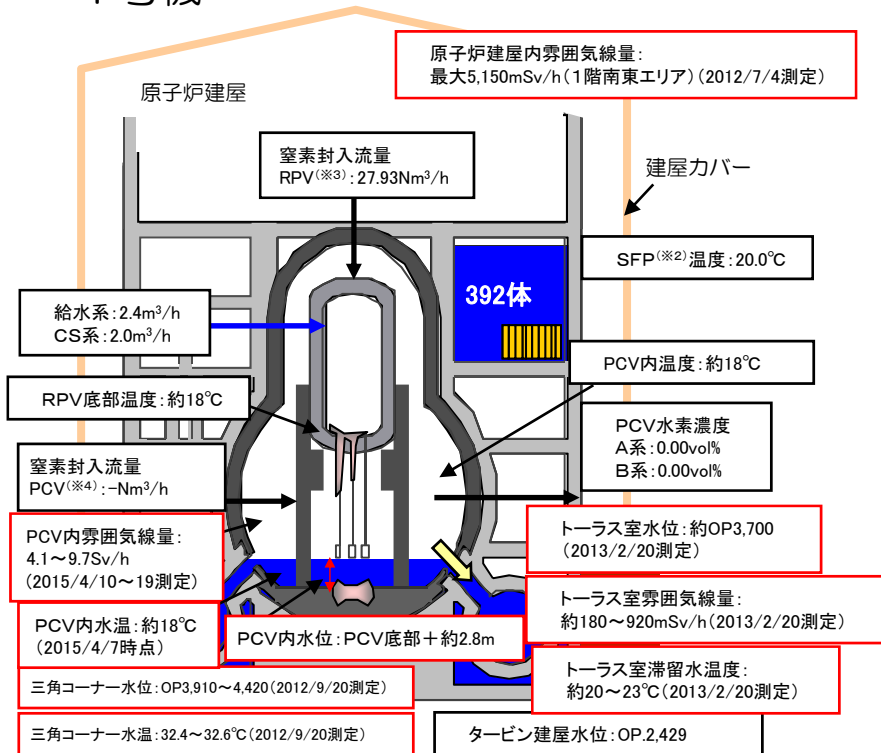 原子炉建屋内雰囲気線量:
最大5,150mSv/h(1階南東エリア)(2012/7/4測定)
原子炉建屋
窒素封入流量
RPV(※3):27.93Nm³/h
建屋カバー
SFP(※2)温度:20.0℃
392体
給水系:2.4m³/h
CS系:2.0m³/h
PCV内温度:約18℃
RPV底部温度:約18℃
PCV水素濃度
A系:0.00vol%
B系:0.00vol%
窒素封入流量
PCV(※4):-Nm³/h
PCV内雰囲気線量:
4.1~9.7Sv/h
(2015/4/10~19測定)
トーラス室水位:約OP3,700
(2013/2/20測定)
トーラス室雰囲気線量:
約180~920mSv/h(2013/2/20測定)
PCV内水温:約18℃
(2015/4/7時点)
PCV内水位:PCV底部+約2.8m
トーラス室滞留水温度:
約20~23℃(2013/2/20測定)
三角コーナー水位:OP3,910~4,420(2012/9/20測定)
三角コーナー水温:32.4~32.6℃(2012/9/20測定)
タービン建屋水位:OP.2,429